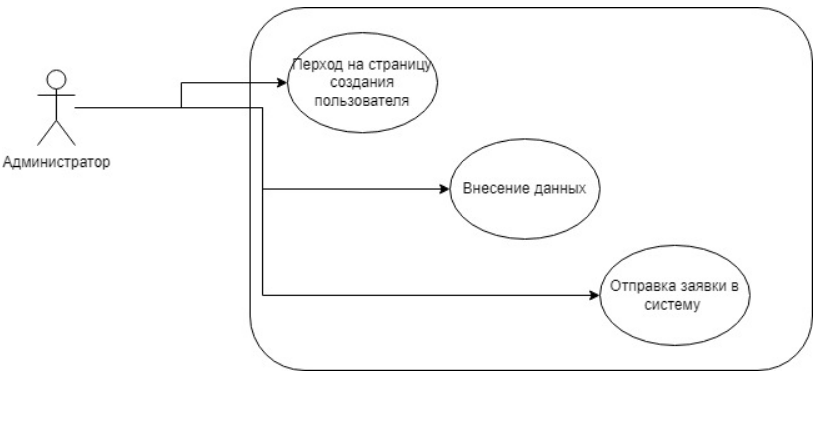 Перход на страницу
создания
пользователя
Администратор
Внесение данных
Отправка заявки в
систему